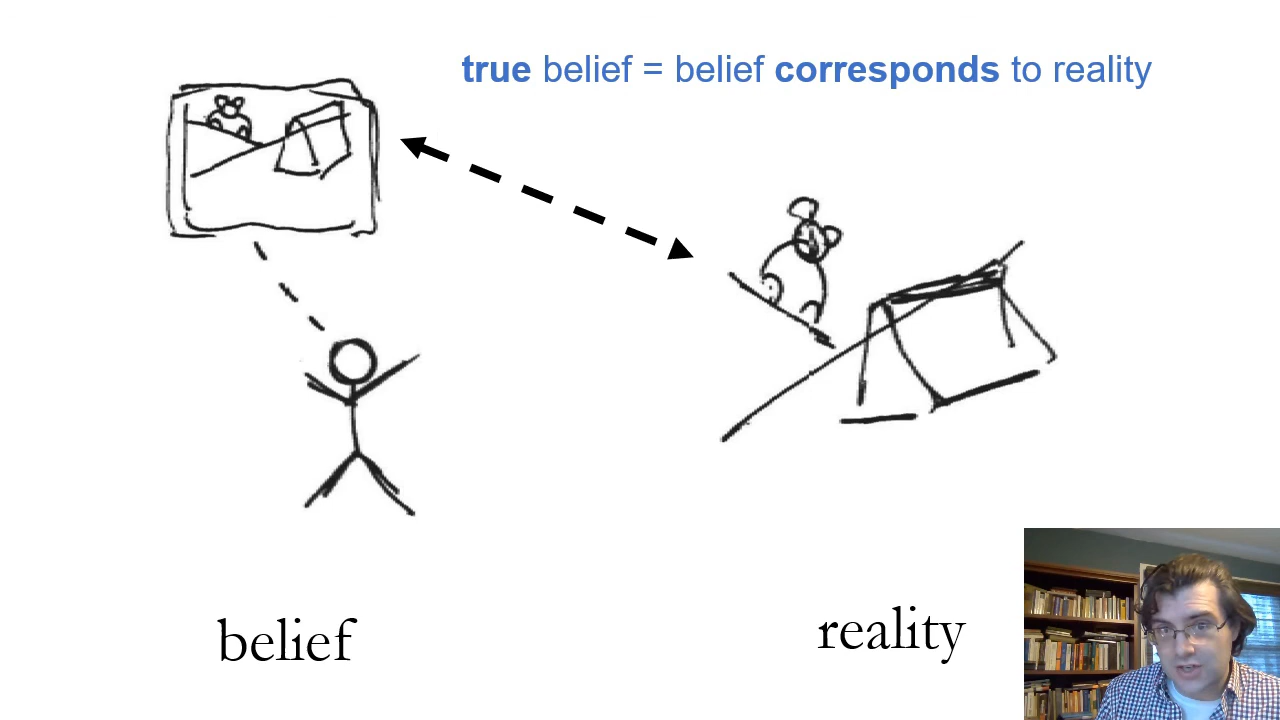 true belief = belief corresponds to reality
belief
reality